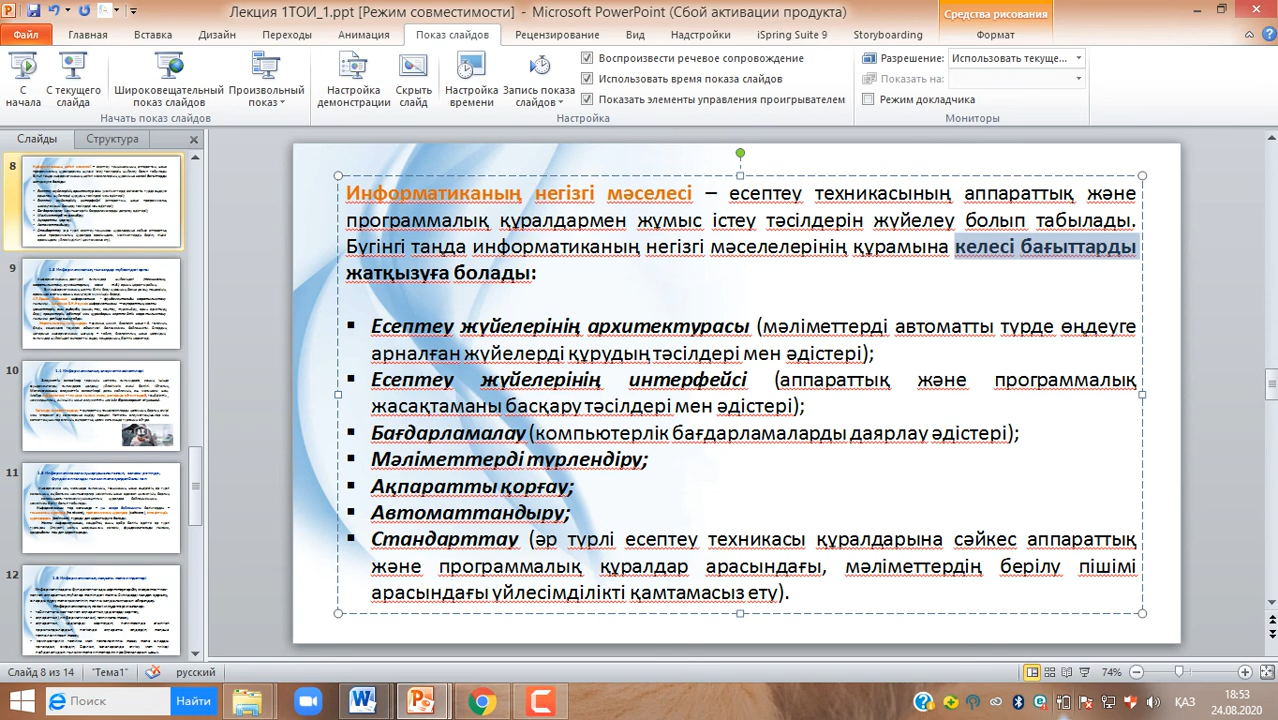 Лекция 1ТОИ_1.ppt [Режим совместимости] - Microsoft PowerPoint (Сбой активации продукта)
Средства рисования
Файл Главная Вставка Дизайн Переходы Анимация Показ слайдов Рецензирование Вид Надстройки iSpring Suite 9 Storyboarding Формат
С начала
С текущего слайда
Широковещательный показ слайдов
Произвольный показ
Начать показ слайдов
Настройка демонстрации
Скрыть слайд
Настройка времени
Запись показа слайдов
Воспроизвести речевое сопровождение
Использовать время показа слайдов
Показать элементы управления проигрывателем
Настройка
Разрешение: Использовать текуще...
Показать на:
Режим докладчика
Мониторы
Слайды Структура
8
9
10
11
12
Информатиканың негізгі мәселесі – есептеу техникасының аппараттық және
программалық құралдармен жұмыс істеу тәсілдерін жүйелеу болып табылады.
Бүгінгі таңда информатиканың негізгі мәселелерінің құрамына келесі бағыттарды
жатқызуға болады:
Есептеу жүйелерінің архитектурасы (мәліметтерді автоматты түрде өңдеуге
арналған жүйелерді құрудың тәсілдері мен әдістері);
Есептеу жүйелерінің интерфейсі (аппараттық және программалық
жасақтаманы басқару тәсілдері мен әдістері);
Бағдарламалау (компьютерлік бағдарламаларды даярлау әдістері);
Мәліметтерді түрлендіру;
Ақпаратты қорғау;
Автоматтандыру;
Стандарттау (әр түрлі есептеу техникасы құралдарына сәйкес аппараттық
және программалық құралдар арасындағы, мәліметтердің берілу пішімі
арасындағы үйлесімділікті қамтамасыз ету).
Слайд 8 из 14 "Тема1" русский 74%
Поиск Найти
ҚАЗ
18:53
24.08.2020